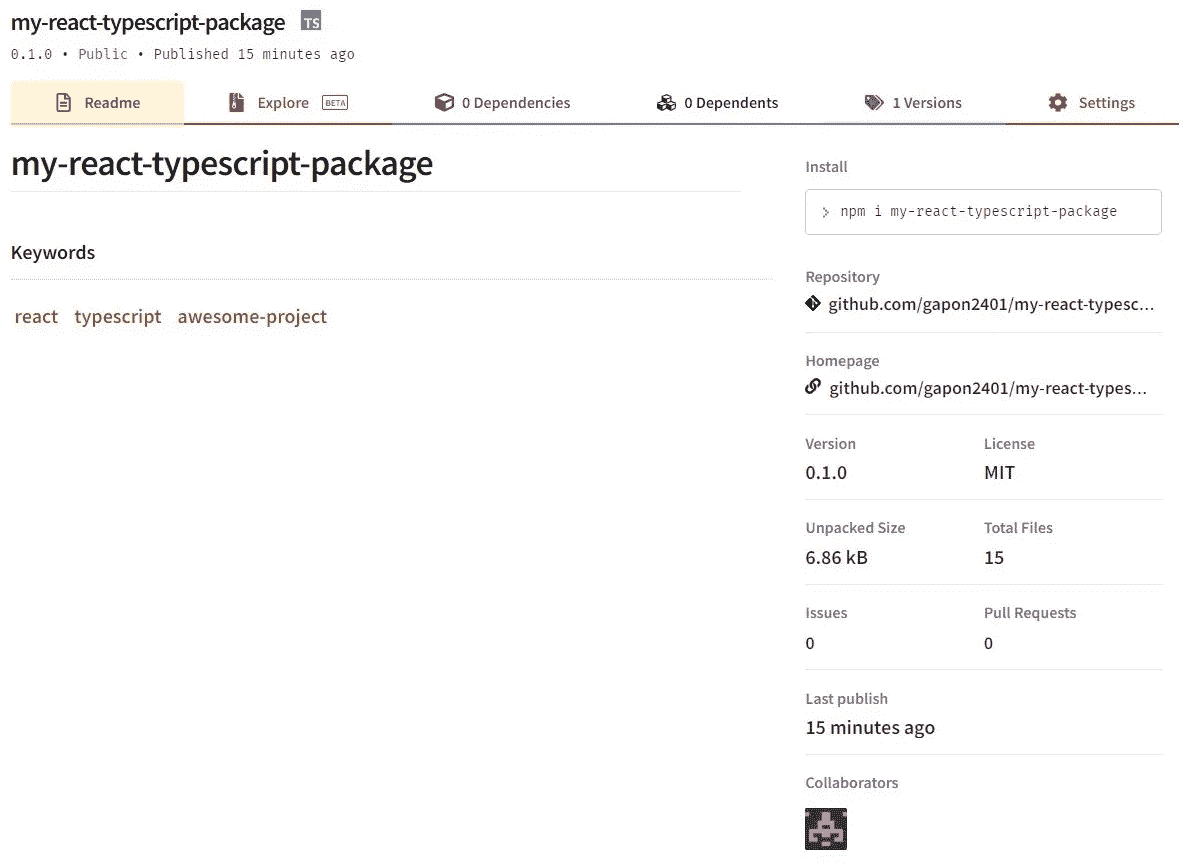 my-react-typescript-package TS
0.1.0 • Public • Published 15 minutes ago
Readme Explore BETA 0 Dependencies 0 Dependents 1 Versions Settings
my-react-typescript-package
Keywords
react typescript awesome-project
Install
> npm i my-react-typescript-package
Repository
github.com/gapon2401/my-react-typesc...
Homepage
github.com/gapon2401/my-react-types...
Version License
0.1.0 MIT
Unpacked Size Total Files
6.86 kB 15
Issues Pull Requests
0 0
Last publish
15 minutes ago
Collaborators